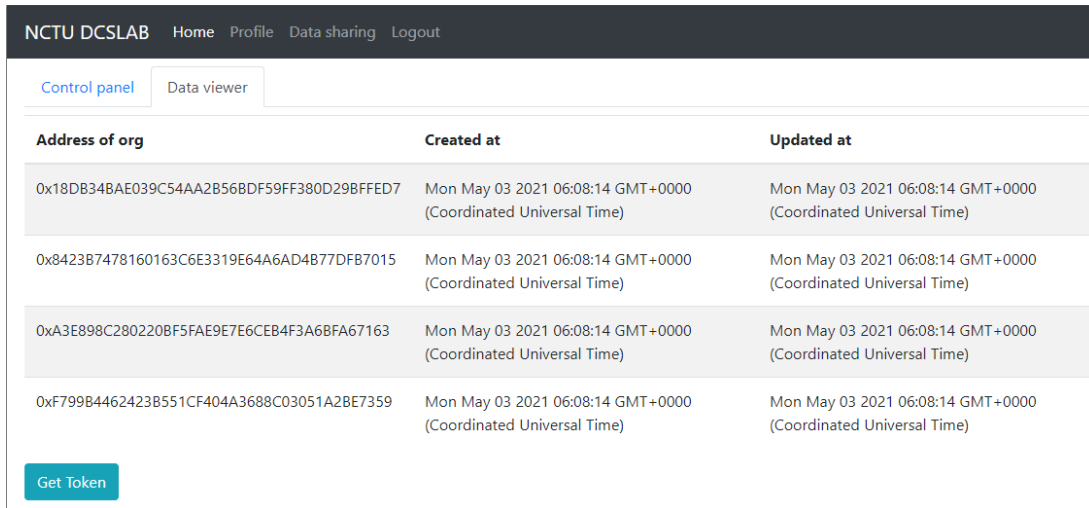 NCTU DCSLAB Home Profile Data sharing Logout
Control panel Data viewer
Address of org Created at Updated at
0x18DB34BAE039C54AA2B56BDF59FF380D29BFFED7 Mon May 03 2021 06:08:14 GMT+0000 Mon May 03 2021 06:08:14 GMT+0000
(Coordinated Universal Time) (Coordinated Universal Time)
0x8423B7478160163C6E3319E64A6AD4B77DFB7015 Mon May 03 2021 06:08:14 GMT+0000 Mon May 03 2021 06:08:14 GMT+0000
(Coordinated Universal Time) (Coordinated Universal Time)
0xA3E898C280220BF5FAE9E7E6CEB4F3A6BFA67163 Mon May 03 2021 06:08:14 GMT+0000 Mon May 03 2021 06:08:14 GMT+0000
(Coordinated Universal Time) (Coordinated Universal Time)
0xF799B4462423B551CF404A3688C03051A2BE7359 Mon May 03 2021 06:08:14 GMT+0000 Mon May 03 2021 06:08:14 GMT+0000
(Coordinated Universal Time) (Coordinated Universal Time)
Get Token